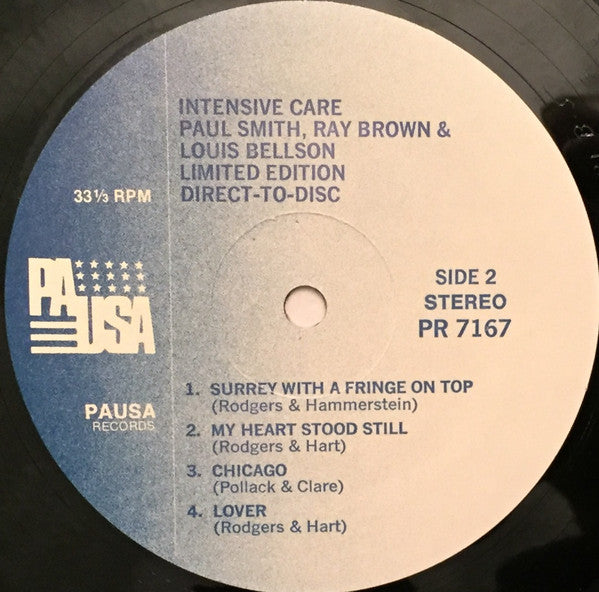 INTENSIVE CARE
PAUL SMITH, RAY BROWN &
LOUIS BELLSON
LIMITED EDITION
DIRECT-TO-DISC
33⅓ RPM
PAUSA
SIDE 2
STEREO
PR 7167
PAUSA
RECORDS
1. SURREY WITH A FRINGE ON TOP
(Rodgers & Hammerstein)
2. MY HEART STOOD STILL
(Rodgers & Hart)
3. CHICAGO
(Pollack & Clare)
4. LOVER
(Rodgers & Hart)